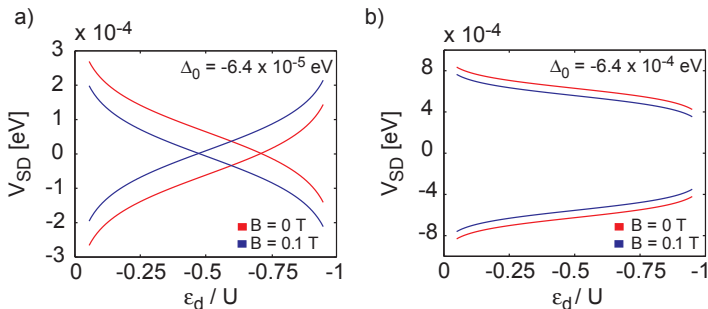 a)
x 10⁻⁴
Δ₀ = -6.4 x 10⁻⁵ eV
V_SD [eV]
3
2
1
0
-1
-2
-3
B = 0 T
B = 0.1 T
0 -0.25 -0.5 -0.75 -1
ε_d / U
b)
x 10⁻⁴
Δ₀ = -6.4 x 10⁻⁴ eV
V_SD [eV]
8
4
0
-4
-8
B = 0 T
B = 0.1 T
0 -0.25 -0.5 -0.75 -1
ε_d / U